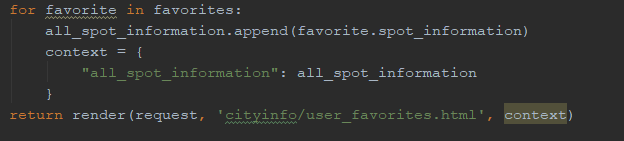 for favorite in favorites:
    all_spot_information.append(favorite.spot_information)
    context = {
        "all_spot_information": all_spot_information
    }
return render(request, 'cityinfo/user_favorites.html', context)